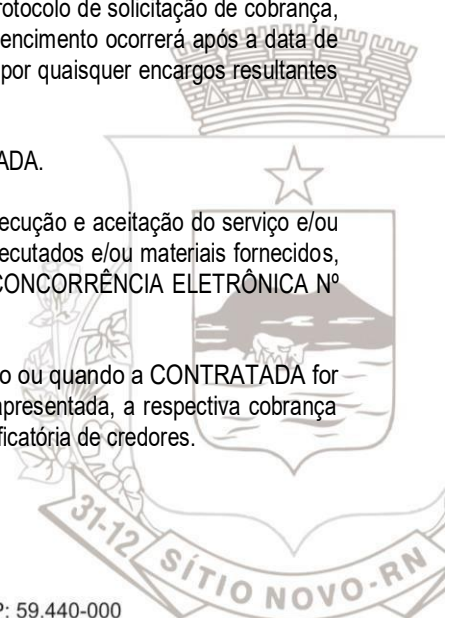 rotocolo de solicitação de cobrança,
encimento ocorrerá após a data de
por quaisquer encargos resultantes
ADA.
ecução e aceitação do serviço e/ou
ecutados e/ou materiais fornecidos,
CONCORRÊNCIA ELETRÔNICA Nº
o ou quando a CONTRATADA for
apresentada, a respectiva cobrança
ficatória de credores.
31-12 SÍTIO NOVO-RN
P: 59.440-000